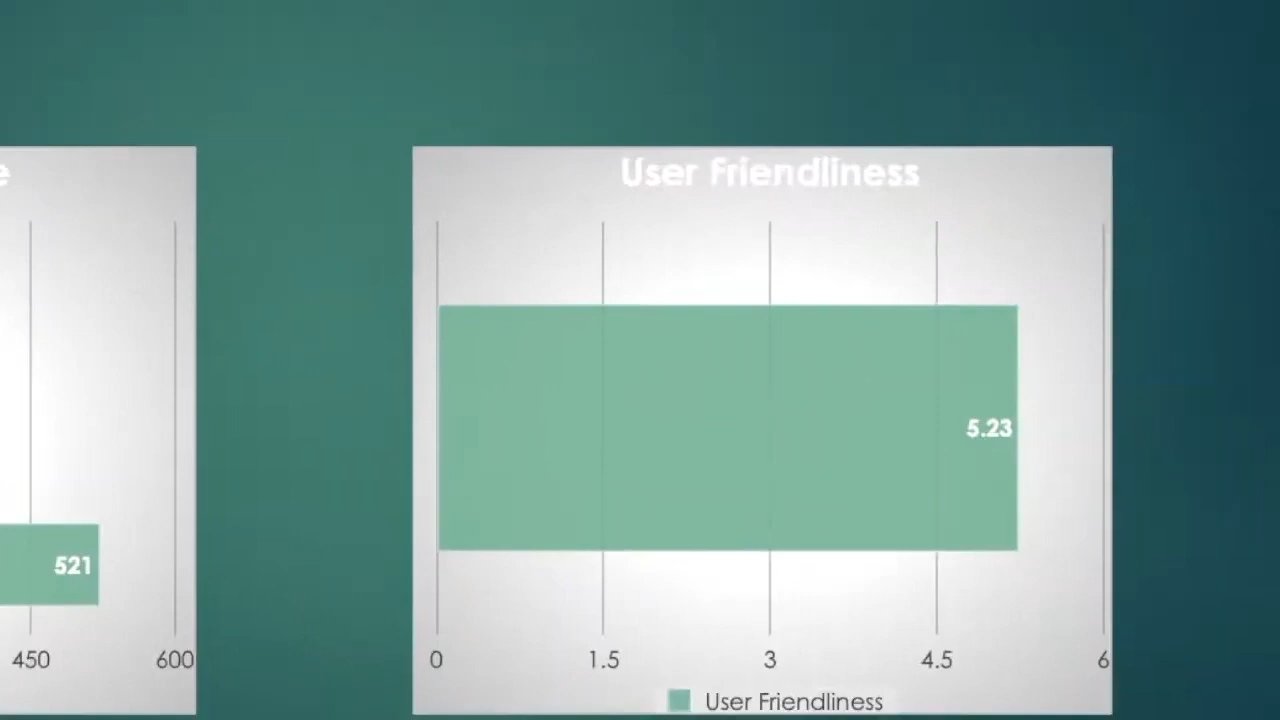 e
521
450 600
User Friendliness
5.23
0 1.5 3 4.5 6
User Friendliness